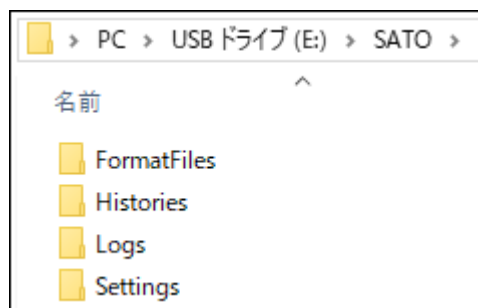 PC > USB ドライブ (E:) > SATO >
名前
FormatFiles
Histories
Logs
Settings